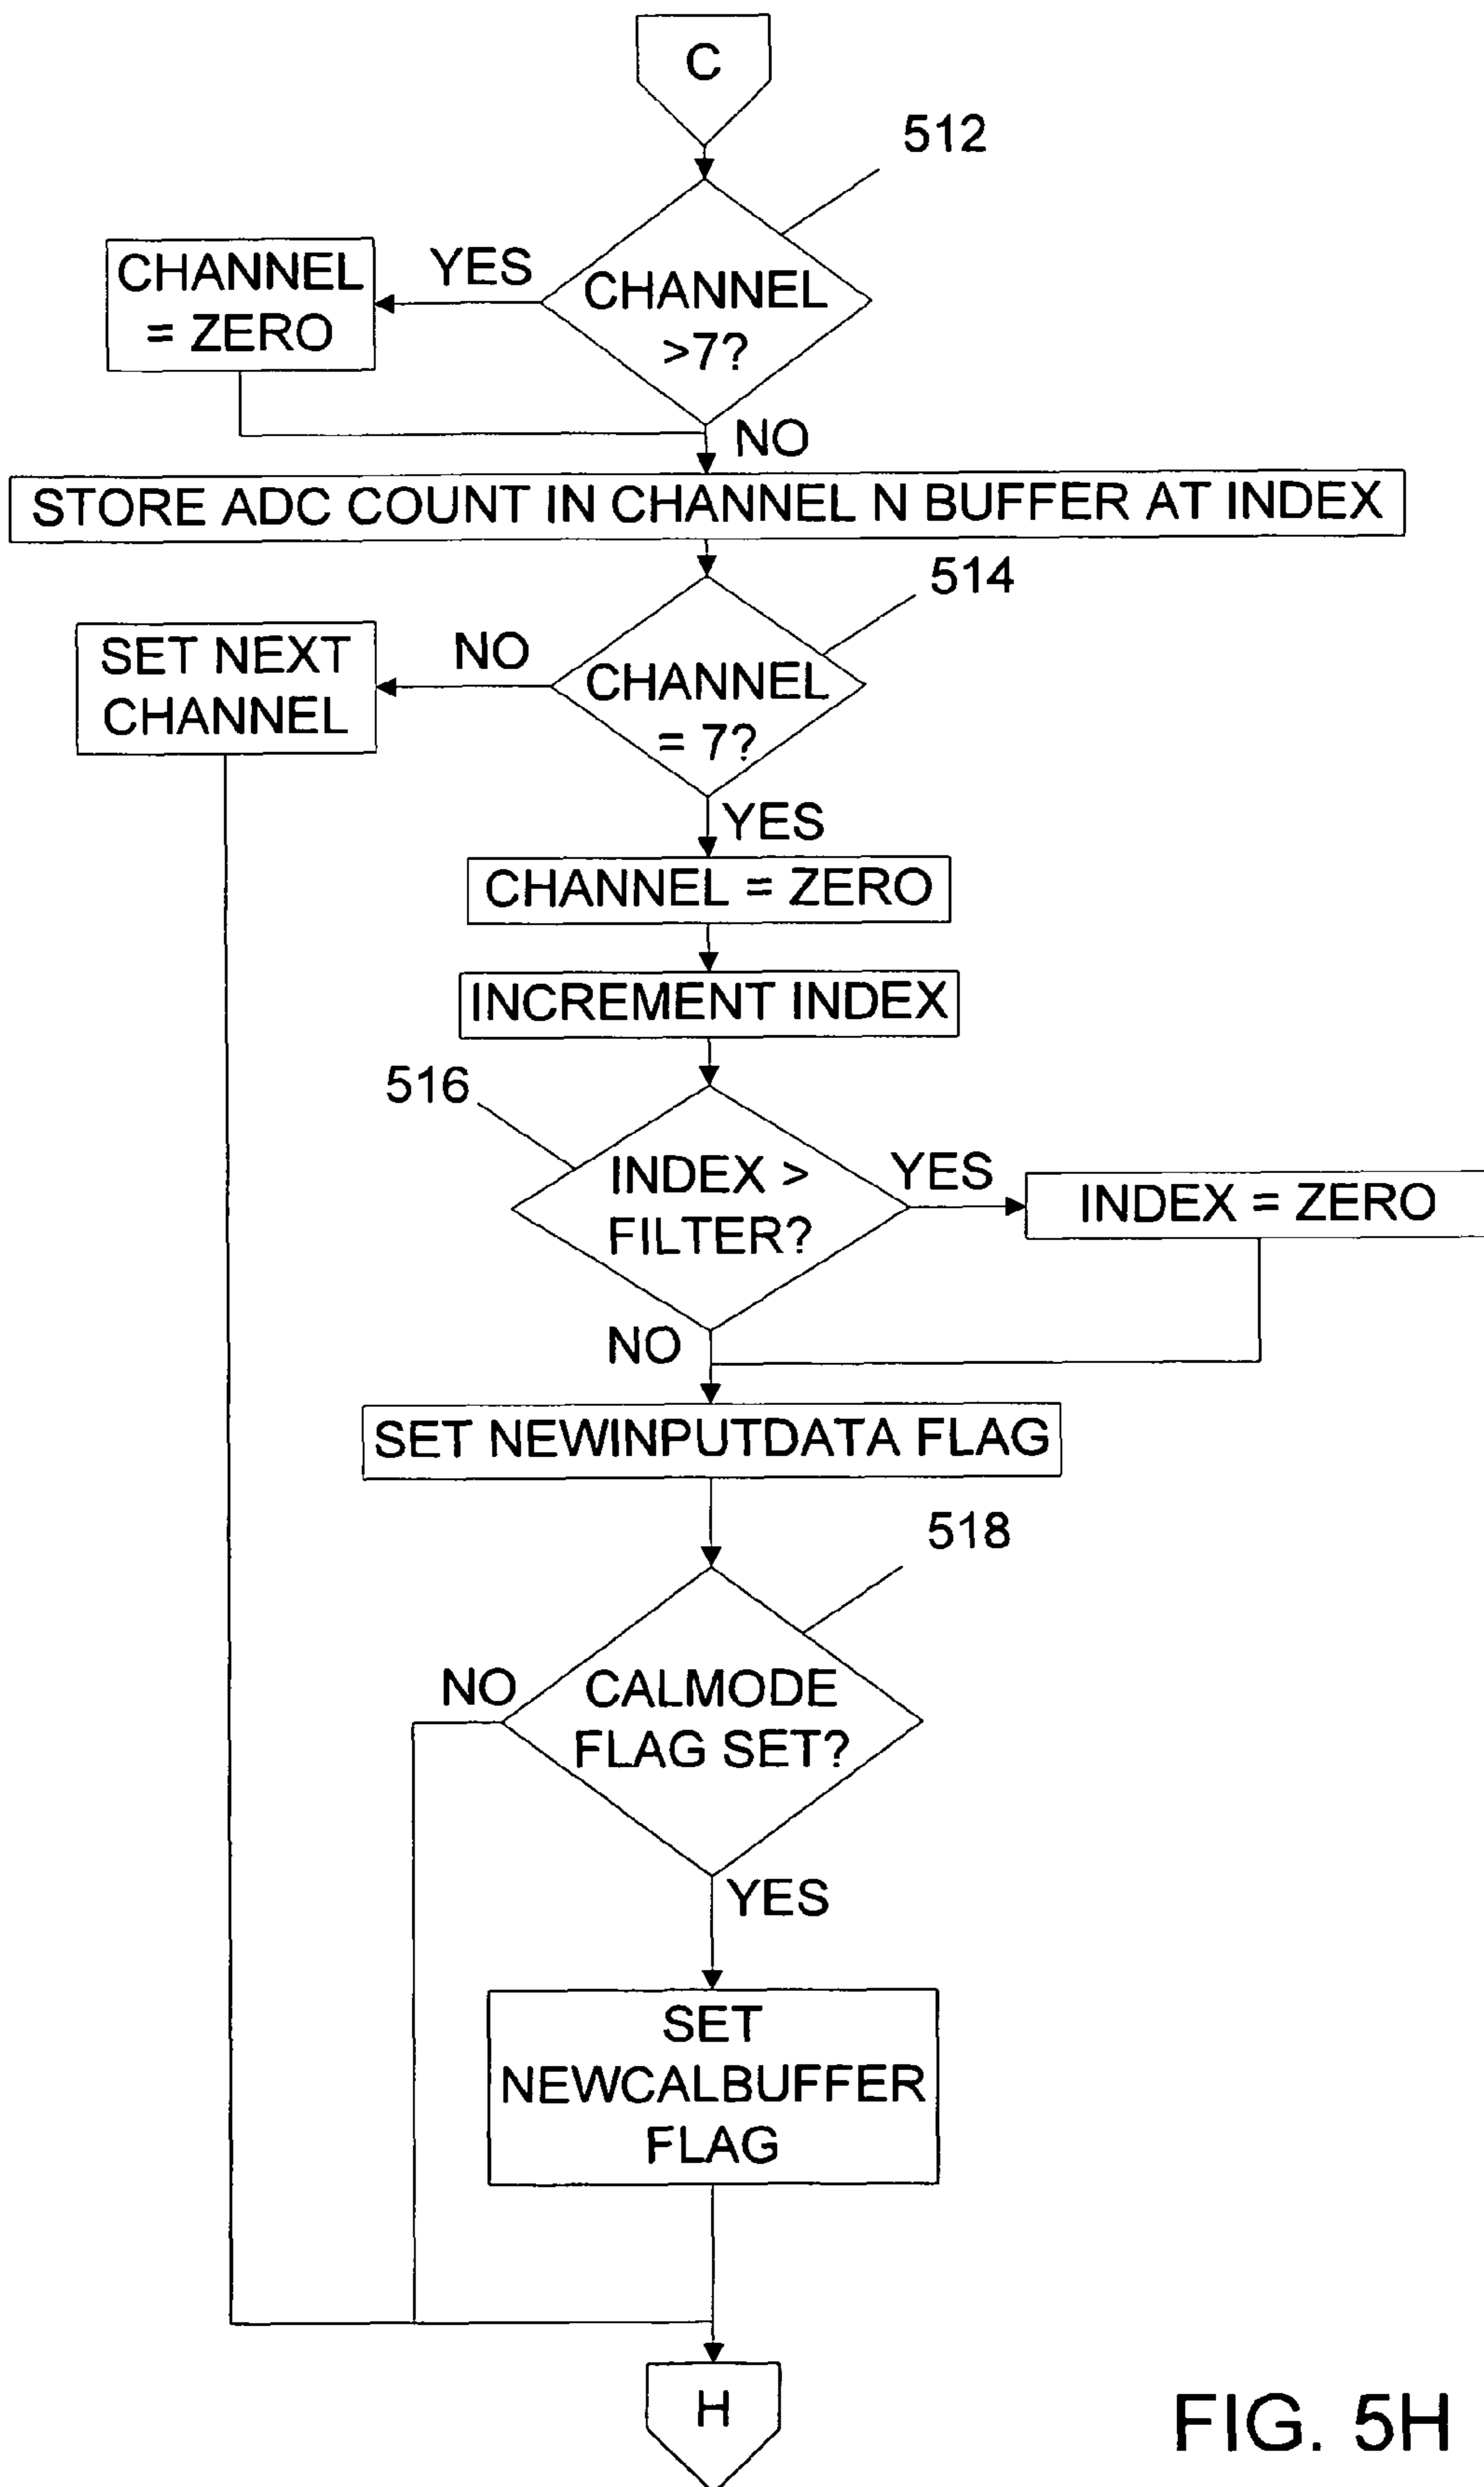 C
512
CHANNEL
>7?
YES
CHANNEL
= ZERO
NO
STORE ADC COUNT IN CHANNEL N BUFFER AT INDEX
514
CHANNEL
= 7?
NO
SET NEXT
CHANNEL
YES
CHANNEL = ZERO
INCREMENT INDEX
516
INDEX >
FILTER?
YES
INDEX = ZERO
NO
SET NEWINPUTDATA FLAG
518
CALMODE
FLAG SET?
NO
YES
SET
NEWCALBUFFER
FLAG
H
FIG. 5H